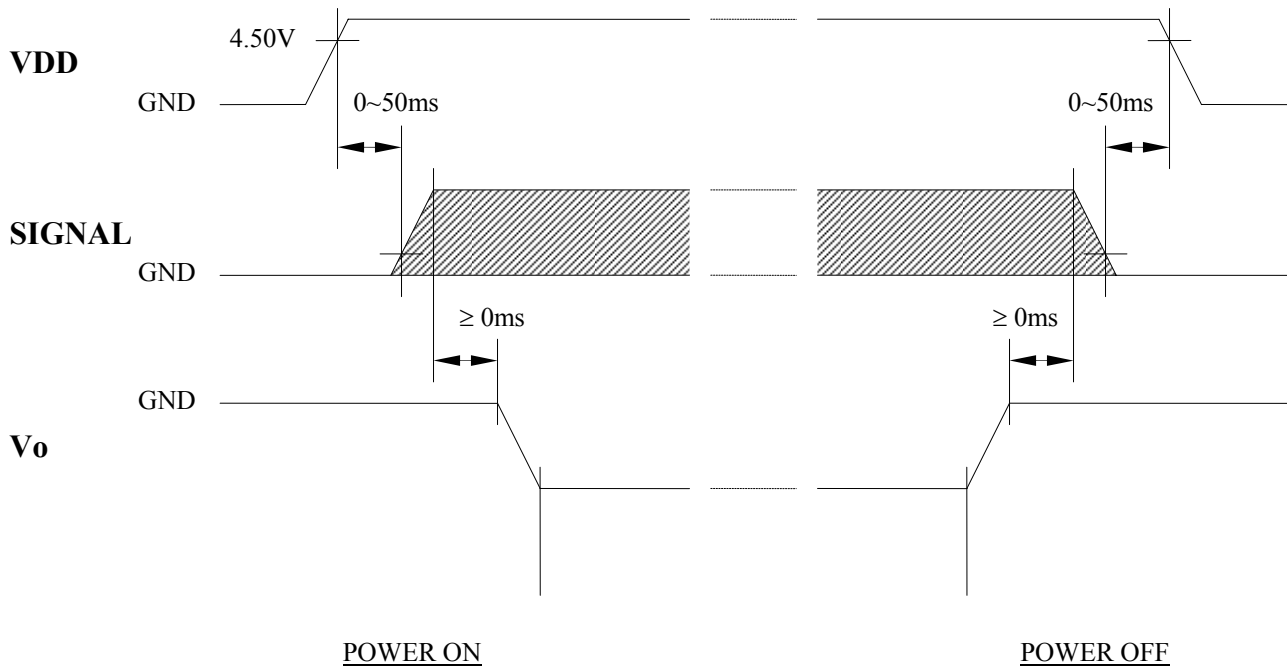 4.50V
VDD
GND
0~50ms
0~50ms
SIGNAL
GND
≥ 0ms
≥ 0ms
GND
Vo
POWER ON
POWER OFF